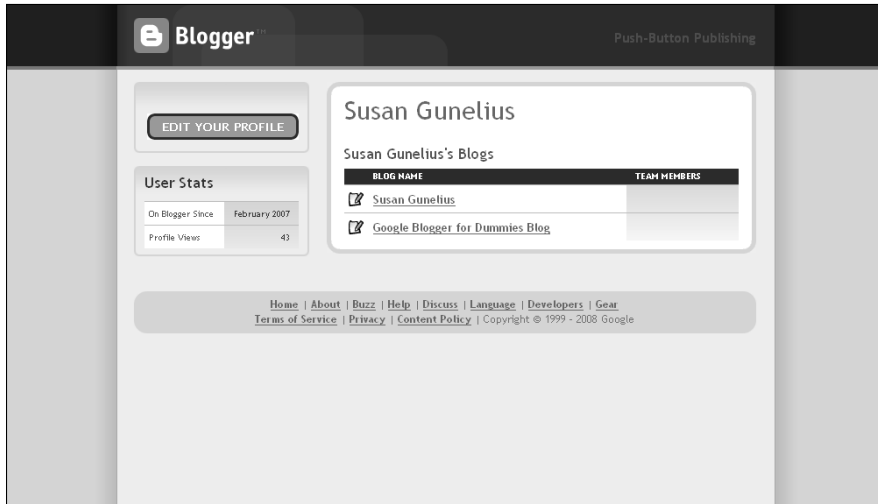 Blogger™
Push-Button Publishing
EDIT YOUR PROFILE
User Stats
On Blogger Since February 2007
Profile Views 43
Susan Gunelius
Susan Gunelius's Blogs
BLOG NAME TEAM MEMBERS
Susan Gunelius
Google Blogger for Dummies Blog
Home | About | Buzz | Help | Discuss | Language | Developers | Gear
Terms of Service | Privacy | Content Policy | Copyright © 1999 - 2008 Google